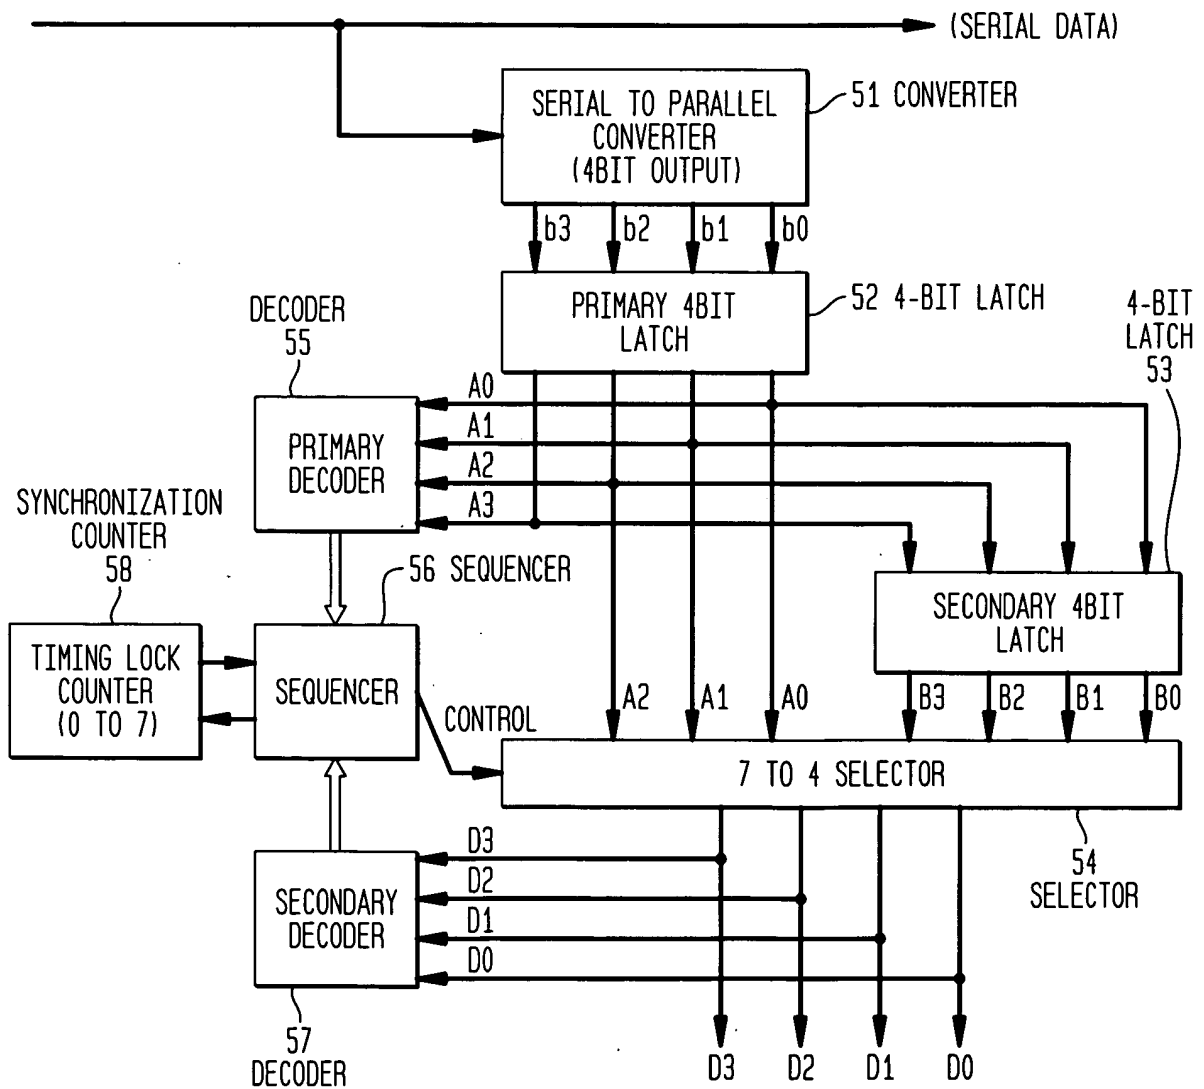 (SERIAL DATA)
SERIAL TO PARALLEL
CONVERTER
(4BIT OUTPUT)
51 CONVERTER
b3
b2
b1
b0
PRIMARY 4BIT
LATCH
52 4-BIT LATCH
4-BIT
LATCH
53
DECODER
55
PRIMARY
DECODER
A0
A1
A2
A3
SYNCHRONIZATION
COUNTER
58
56 SEQUENCER
SECONDARY 4BIT
LATCH
TIMING LOCK
COUNTER
(0 TO 7)
SEQUENCER
CONTROL
A2
A1
A0
B3
B2
B1
B0
7 TO 4 SELECTOR
54
SELECTOR
SECONDARY
DECODER
D3
D2
D1
D0
57
DECODER
D3
D2
D1
D0